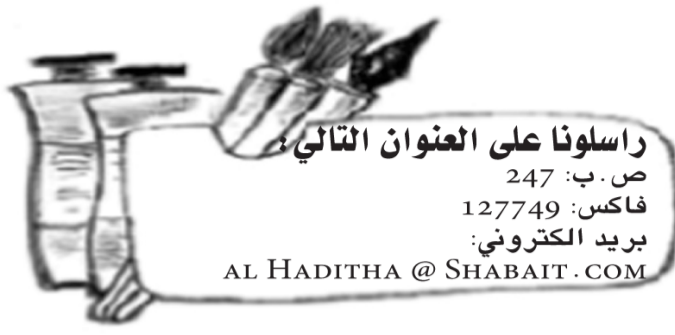 راسلونا على العنوان التالي:
ص.ب: 247
فاكس: 127749
بريد الكتروني:
AL HADITHA @ SHABAIT.COM